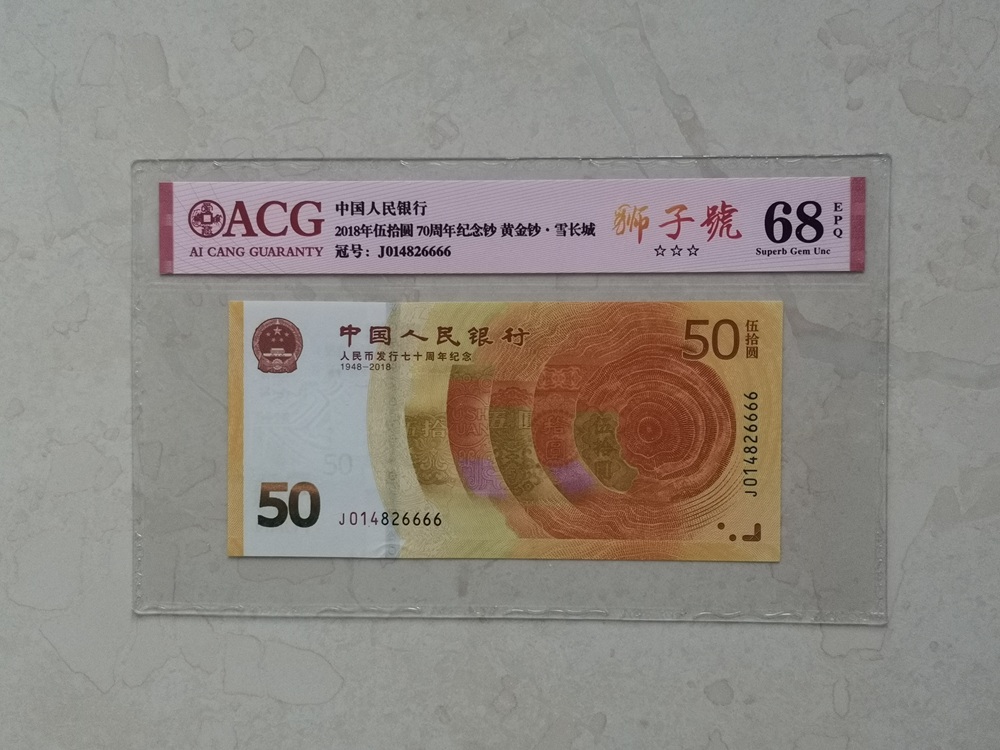 ACG
AI CANG GUARANTY
中国人民银行
2018年伍拾圆 70周年纪念钞 黄金钞·雪长城
冠号：J014826666
狮子號
☆☆☆
68
EPQ
Superb Gem Unc
中国人民银行
人民币发行七十周年纪念
1948-2018
50
伍拾圆
J014826666
50
50
J014826666